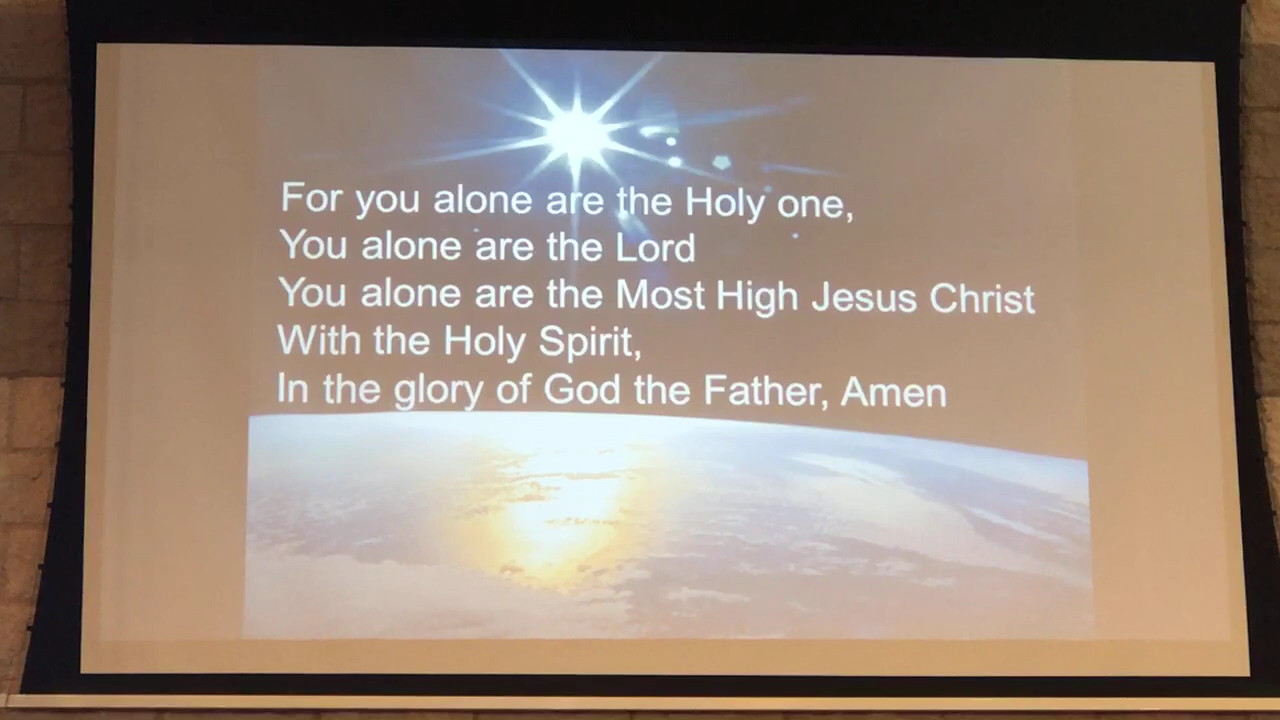 For you alone are the Holy one,
You alone are the Lord
You alone are the Most High Jesus Christ
With the Holy Spirit,
In the glory of God the Father, Amen